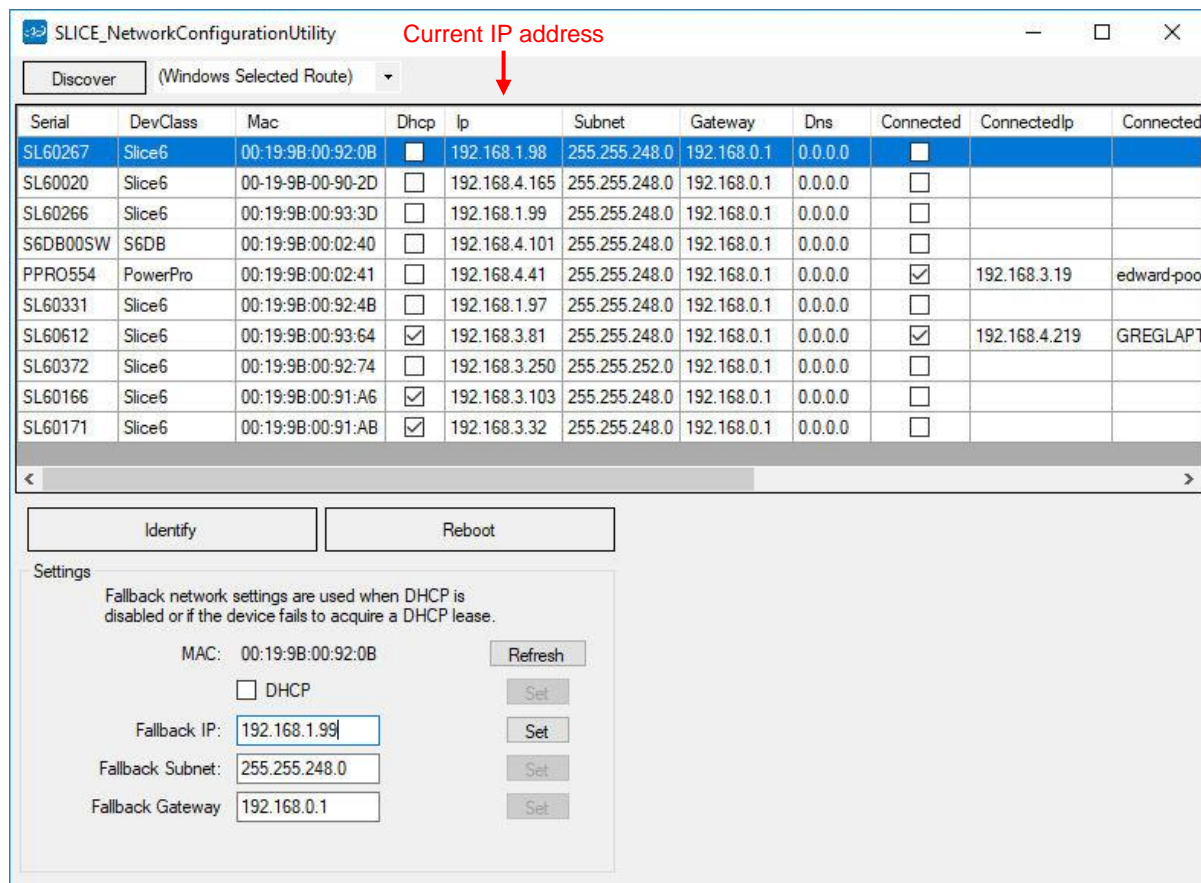 SLICE_NetworkConfigurationUtility
Current IP address
Discover (Windows Selected Route)
Serial DevClass Mac Dhcp Ip Subnet Gateway Dns Connected ConnectedIp Connected
SL60267 Slice6 00:19:9B:00:92:0B 192.168.1.98 255.255.248.0 192.168.0.1 0.0.0.0
SL60020 Slice6 00-19-9B-00-90-2D 192.168.4.165 255.255.248.0 192.168.0.1 0.0.0.0
SL60266 Slice6 00:19:9B:00:93:3D 192.168.1.99 255.255.248.0 192.168.0.1 0.0.0.0
S6DB00SW S6DB 00:19:9B:00:02:40 192.168.4.101 255.255.248.0 192.168.0.1 0.0.0.0
PPRO554 PowerPro 00:19:9B:00:02:41 192.168.4.41 255.255.248.0 192.168.0.1 0.0.0.0 192.168.3.19 edward-poo
SL60331 Slice6 00:19:9B:00:92:4B 192.168.1.97 255.255.248.0 192.168.0.1 0.0.0.0
SL60612 Slice6 00:19:9B:00:93:64 192.168.3.81 255.255.248.0 192.168.0.1 0.0.0.0 192.168.4.219 GREGLAPT
SL60372 Slice6 00:19:9B:00:92:74 192.168.3.250 255.255.252.0 192.168.0.1 0.0.0.0
SL60166 Slice6 00:19:9B:00:91:A6 192.168.3.103 255.255.248.0 192.168.0.1 0.0.0.0
SL60171 Slice6 00:19:9B:00:91:AB 192.168.3.32 255.255.248.0 192.168.0.1 0.0.0.0
Identify Reboot
Settings
Fallback network settings are used when DHCP is
disabled or if the device fails to acquire a DHCP lease.
MAC: 00:19:9B:00:92:0B Refresh
DHCP Set
Fallback IP: 192.168.1.99 Set
Fallback Subnet: 255.255.248.0 Set
Fallback Gateway 192.168.0.1 Set